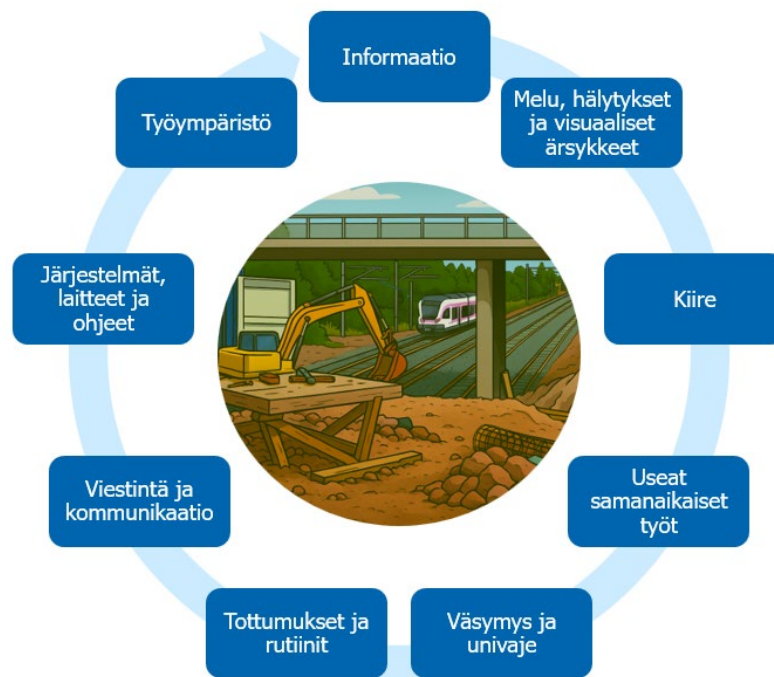 Informaatio
Melu, hälytykset
ja visuaaliset
ärsykkeet
Kiire
Useat
samanaikaiset
työt
Väsymys ja
univaje
Tottumukset ja
rutiinit
Viestintä ja
kommunikaatio
Järjestelmät,
laitteet ja
ohjeet
Työympäristö